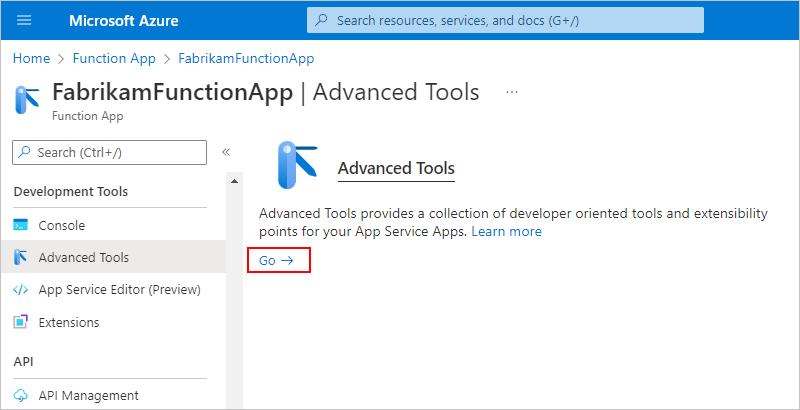 Microsoft Azure
Search resources, services, and docs (G+/)
Home > Function App > FabrikamFunctionApp
FabrikamFunctionApp | Advanced Tools ...
Function App
Search (Ctrl+/) «
Development Tools
Console
Advanced Tools
App Service Editor (Preview)
Extensions
API
API Management
Advanced Tools
Advanced Tools provides a collection of developer oriented tools and extensibility
points for your App Service Apps. Learn more
Go →